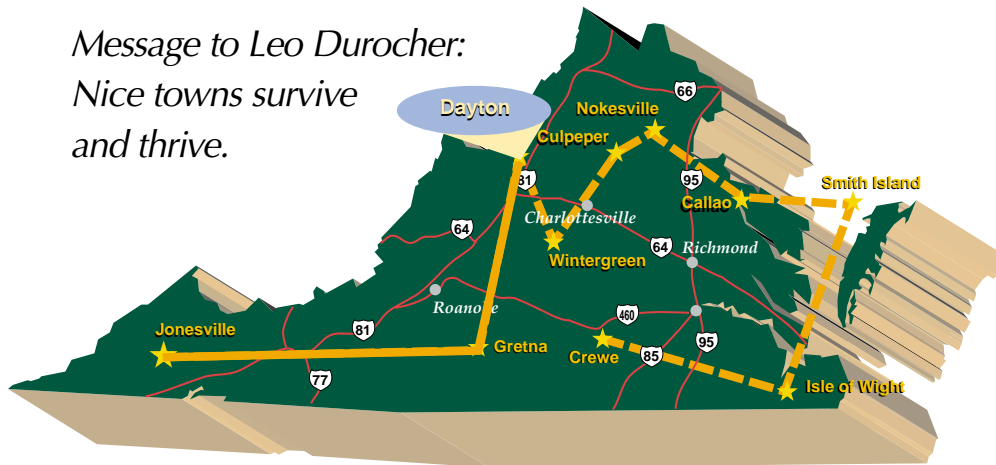 Message to Leo Durocher:
Nice towns survive
and thrive.
66
Dayton
Nokesville
Culpeper
81
95
Smith Island
Callao
Charlottesville
64
64
Richmond
Wintergreen
Roanoke
460
Jonesville
81
Gretna
Crewe
85
95
77
Isle of Wight